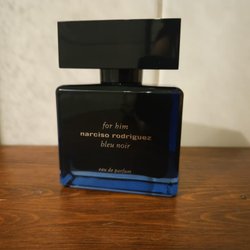 for him
narciso rodriguez
bleu noir
eau de parfum